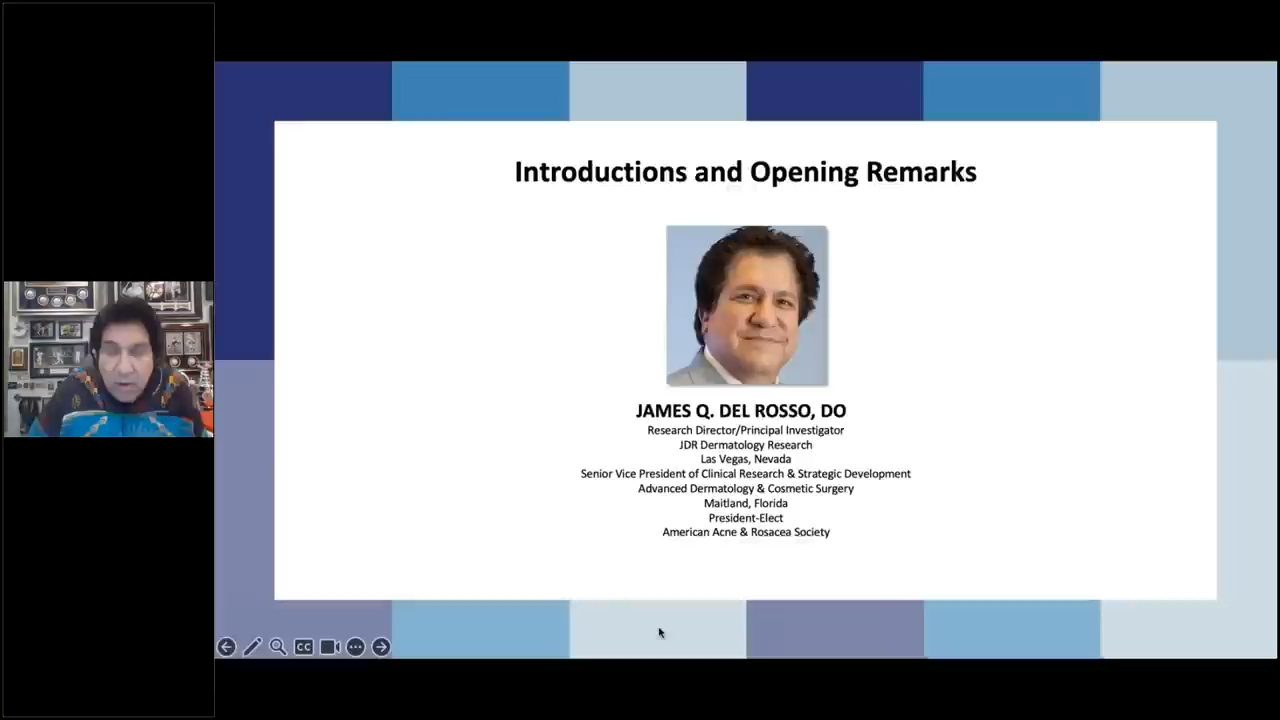 Introductions and Opening Remarks
JAMES Q. DEL ROSSO, DO
Research Director/Principal Investigator
JDR Dermatology Research
Las Vegas, Nevada
Senior Vice President of Clinical Research & Strategic Development
Advanced Dermatology & Cosmetic Surgery
Maitland, Florida
President-Elect
American Acne & Rosacea Society
CC